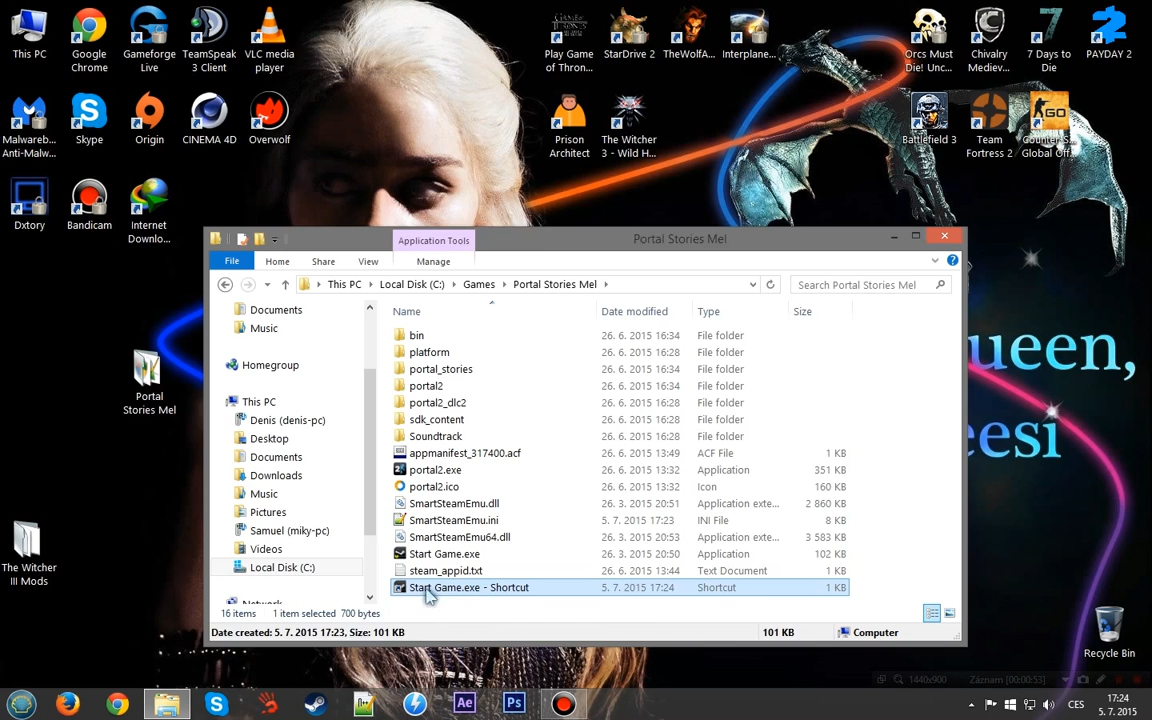 This PC
Google
Chrome
Gameforge
Live
TeamSpeak
3 Client
VLC media
player
Play Game
of Thron...
StarDrive 2
TheWolfA...
Interplane...
Orcs Must
Die! Unc...
Chivalry
Mediev...
7 Days to
Die
PAYDAY 2
Malwareb...
Anti-Malw...
Skype
Origin
CINEMA 4D
Overwolf
Prison
Architect
The Witcher
3 - Wild H...
Battlefield 3
Team
Fortress 2
Counter-S...
Global Off...
Dxtory
Bandicam
Internet
Downlo...
Portal
Stories Mel
The Witcher
III Mods
ueen,
eesi
Recycle Bin
Application Tools
Portal Stories Mel
File
Home
Share
View
Manage
This PC
Local Disk (C:)
Games
Portal Stories Mel
Search Portal Stories Mel
Documents
Music
Homegroup
This PC
Denis (denis-pc)
Desktop
Documents
Downloads
Music
Pictures
Samuel (miky-pc)
Videos
Local Disk (C:)
Network
Name Date modified Type Size
bin 26. 6. 2015 16:34 File folder
platform 26. 6. 2015 16:28 File folder
portal_stories 26. 6. 2015 16:34 File folder
portal2 26. 6. 2015 16:34 File folder
portal2_dlc2 26. 6. 2015 16:34 File folder
sdk_content 26. 6. 2015 16:28 File folder
Soundtrack 26. 6. 2015 16:28 File folder
appmanifest_317400.acf 26. 6. 2015 13:49 ACF File 1 KB
portal2.exe 26. 6. 2015 13:32 Application 351 KB
portal2.ico 26. 6. 2015 13:32 Icon 160 KB
SmartSteamEmu.dll 26. 3. 2015 20:51 Application exte... 2 860 KB
SmartSteamEmu.ini 5. 7. 2015 17:23 INI File 8 KB
SmartSteamEmu64.dll 26. 3. 2015 20:53 Application exte... 3 583 KB
Start Game.exe 26. 3. 2015 20:50 Application 102 KB
steam_appid.txt 26. 6. 2015 13:44 Text Document 1 KB
Start Game.exe - Shortcut 5. 7. 2015 17:24 Shortcut 1 KB
16 items 1 item selected 700 bytes
Date created: 5. 7. 2015 17:23, Size: 101 KB
101 KB
Computer
1440x900
Záznam [00:00:53]
Ae
Ps
CES
17:24
5. 7. 2015